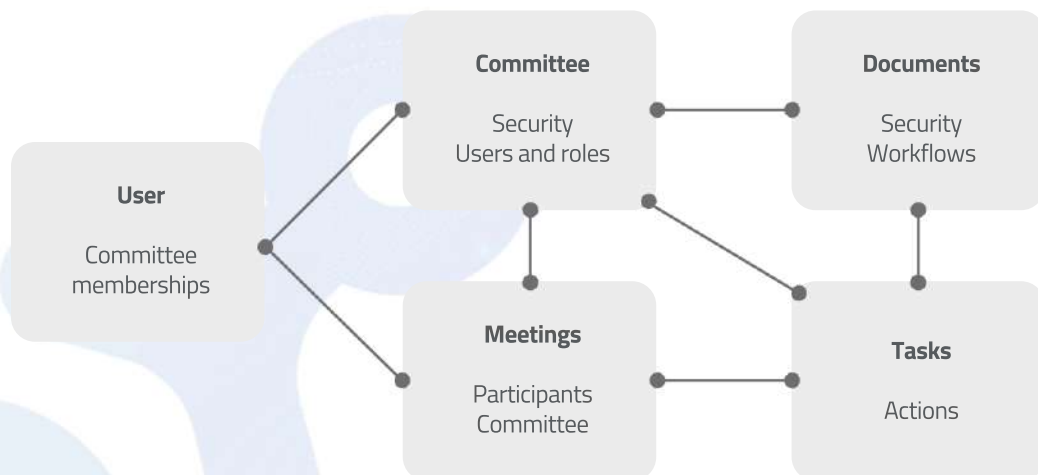 User
Committee
memberships
Committee
Security
Users and roles
Documents
Security
Workflows
Meetings
Participants
Committee
Tasks
Actions